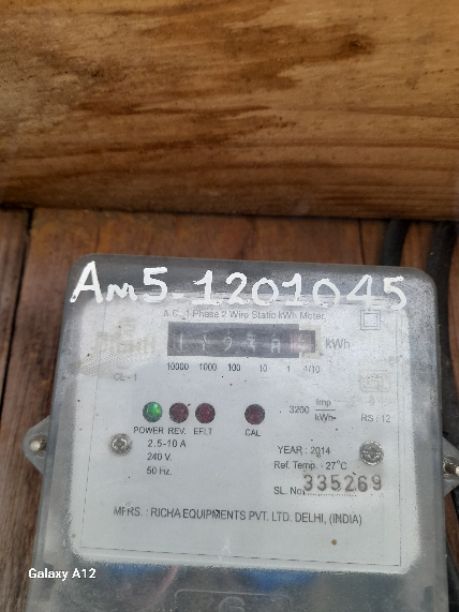 Am5-1201045
A.C. 1 Phase 2 Wire Static kWh Meter
kWh
10000 1000 100 10 1 1/10
CL-1
3200 Imp/kWh
RS/12
POWER REV. EFLT CAL
2.5-10 A
240 V.
50 Hz.
YEAR : 2014
Ref. Temp. -27°C
SL. No. 335269
MFRS. : RICHA EQUIPMENTS PVT. LTD. DELHI, (INDIA)
Galaxy A12